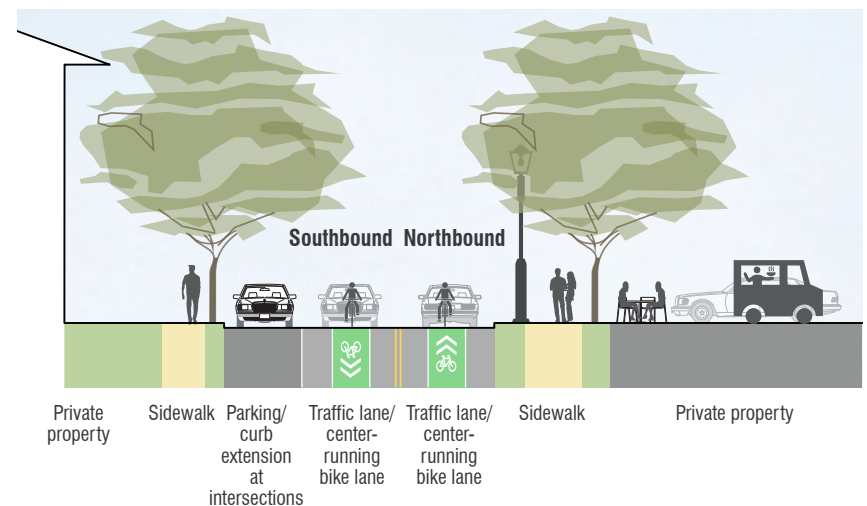 Southbound Northbound
Private
property
Sidewalk
Parking/
curb
extension
at
intersections
Traffic lane/
center-
running
bike lane
Traffic lane/
center-
running
bike lane
Sidewalk
Private property